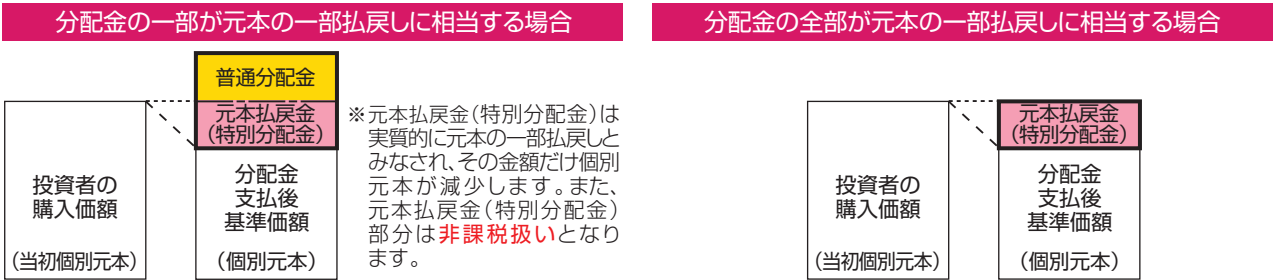 分配金の一部が元本の一部払戻しに相当する場合
普通分配金
元本払戻金
(特別分配金)
投資者の
購入価額
(当初個別元本)
分配金
支払後
基準価額
(個別元本)
※元本払戻金(特別分配金)は
実質的に元本の一部払戻しと
みなされ、その金額だけ個別
元本が減少します。また、
元本払戻金(特別分配金)
部分は非課税扱いとなり
ます。
分配金の全部が元本の一部払戻しに相当する場合
元本払戻金
(特別分配金)
投資者の
購入価額
(当初個別元本)
分配金
支払後
基準価額
(個別元本)